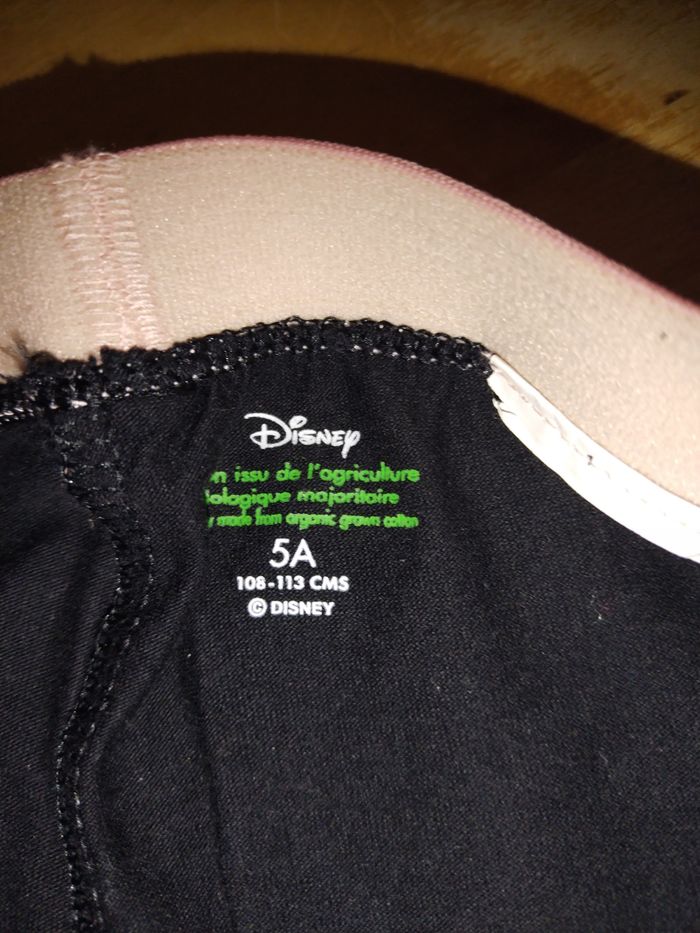 Disney
issu de l'agriculture
majoritaire
made from organic grown cotton
5A
108-113 CMS
© DISNEY